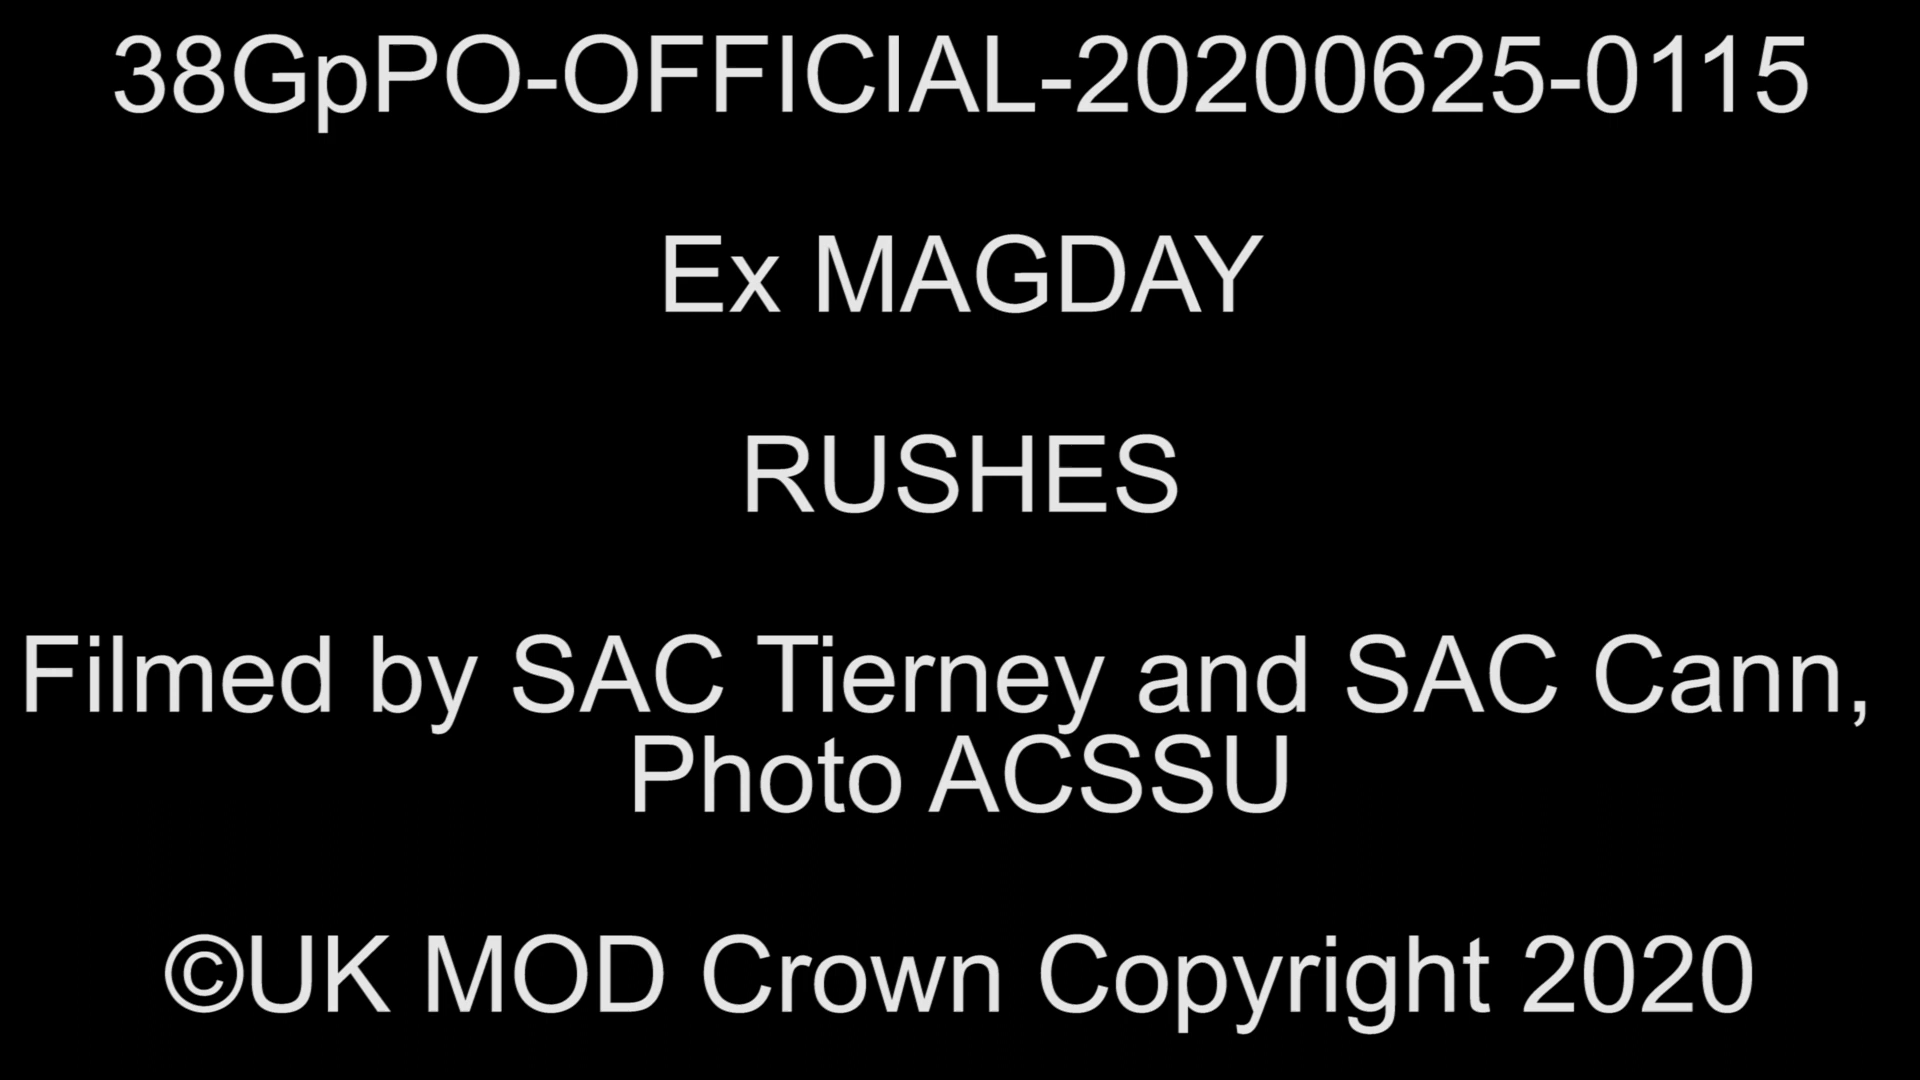 38GpPO-OFFICIAL-20200625-0115
Ex MAGDAY
RUSHES
Filmed by SAC Tierney and SAC Cann,
Photo ACSSU
©UK MOD Crown Copyright 2020